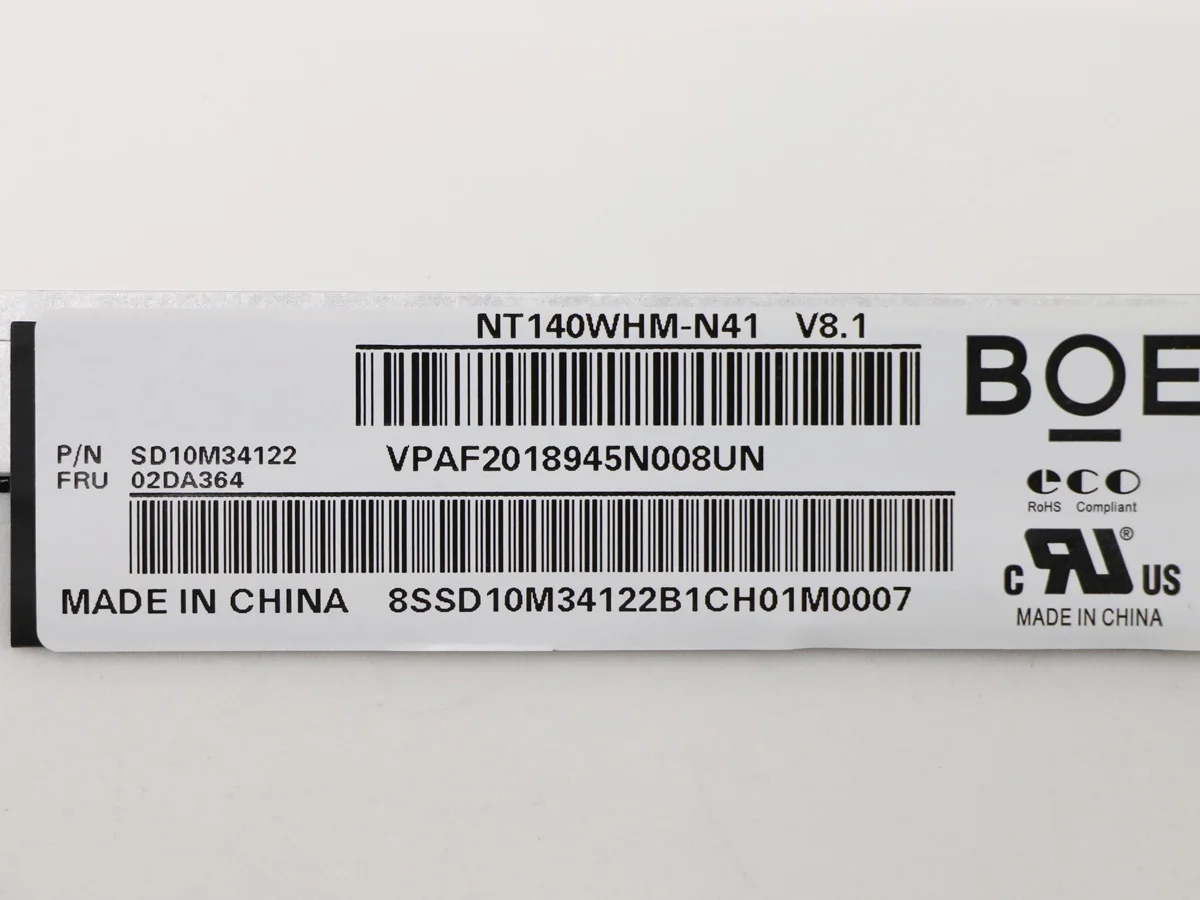 NT140WHM-N41 V8.1
BOE
P/N SD10M34122
FRU 02DA364
VPAF2018945N008UN
eco
RoHS Compliant
MADE IN CHINA 8SSD10M34122B1CH01M0007
C RU ® US
MADE IN CHINA